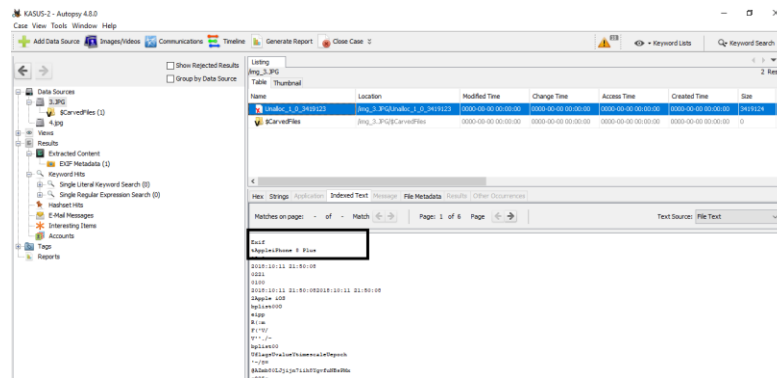 KASUS-2 - Autopsy 4.8.0
Case View Tools Window Help
Add Data Source Images/Videos Communications Timeline Generate Report Close Case Keyword Lists Keyword Search
Show Rejected Results
Group by Data Source
Data Sources
3.JPG
$CarvedFiles (1)
4.jpg
Views
Results
Extracted Content
EXIF Metadata (1)
Keyword Hits
Single Literal Keyword Search (0)
Single Regular Expression Search (0)
Hashset Hits
E-Mail Messages
Interesting Items
Accounts
Tags
Reports
Listing
/img_3.JPG
2 Res
Table Thumbnail
Name Location Modified Time Change Time Access Time Created Time Size
Unalloc_1_0_3419123 /img_3.JPG/Unalloc_1_0_3419123 0000-00-00 00:00:00 0000-00-00 00:00:00 0000-00-00 00:00:00 0000-00-00 00:00:00 3419124
$CarvedFiles /img_3.JPG/$CarvedFiles 0000-00-00 00:00:00 0000-00-00 00:00:00 0000-00-00 00:00:00 0000-00-00 00:00:00 0
Hex Strings Application Indexed Text Message File Metadata Results Other Occurrences
Matches on page: - of - Match Page: 1 of 6 Page Text Source: File Text
Exif
2018:10:11 21:50:08
0221
0100
2018:10:11 21:50:082018:10:11 21:50:08
bplist00